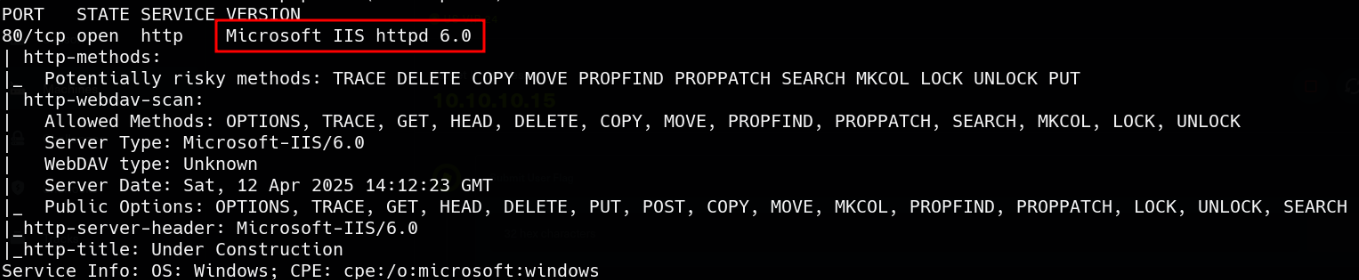 PORT   STATE SERVICE VERSION
80/tcp open  http    Microsoft IIS httpd 6.0
| http-methods:
|_  Potentially risky methods: TRACE DELETE COPY MOVE PROPFIND PROPPATCH SEARCH MKCOL LOCK UNLOCK PUT
| http-webdav-scan:
10.10.10.15
|   Allowed Methods: OPTIONS, TRACE, GET, HEAD, DELETE, COPY, MOVE, PROPFIND, PROPPATCH, SEARCH, MKCOL, LOCK, UNLOCK
|   Server Type: Microsoft-IIS/6.0
|   WebDAV type: Unknown
|   Server Date: Sat, 12 Apr 2025 14:12:23 GMT
|_  Public Options: OPTIONS, TRACE, GET, HEAD, DELETE, PUT, POST, COPY, MOVE, MKCOL, PROPFIND, PROPPATCH, LOCK, UNLOCK, SEARCH
|_http-server-header: Microsoft-IIS/6.0
|_http-title: Under Construction
Service Info: OS: Windows; CPE: cpe:/o:microsoft:windows